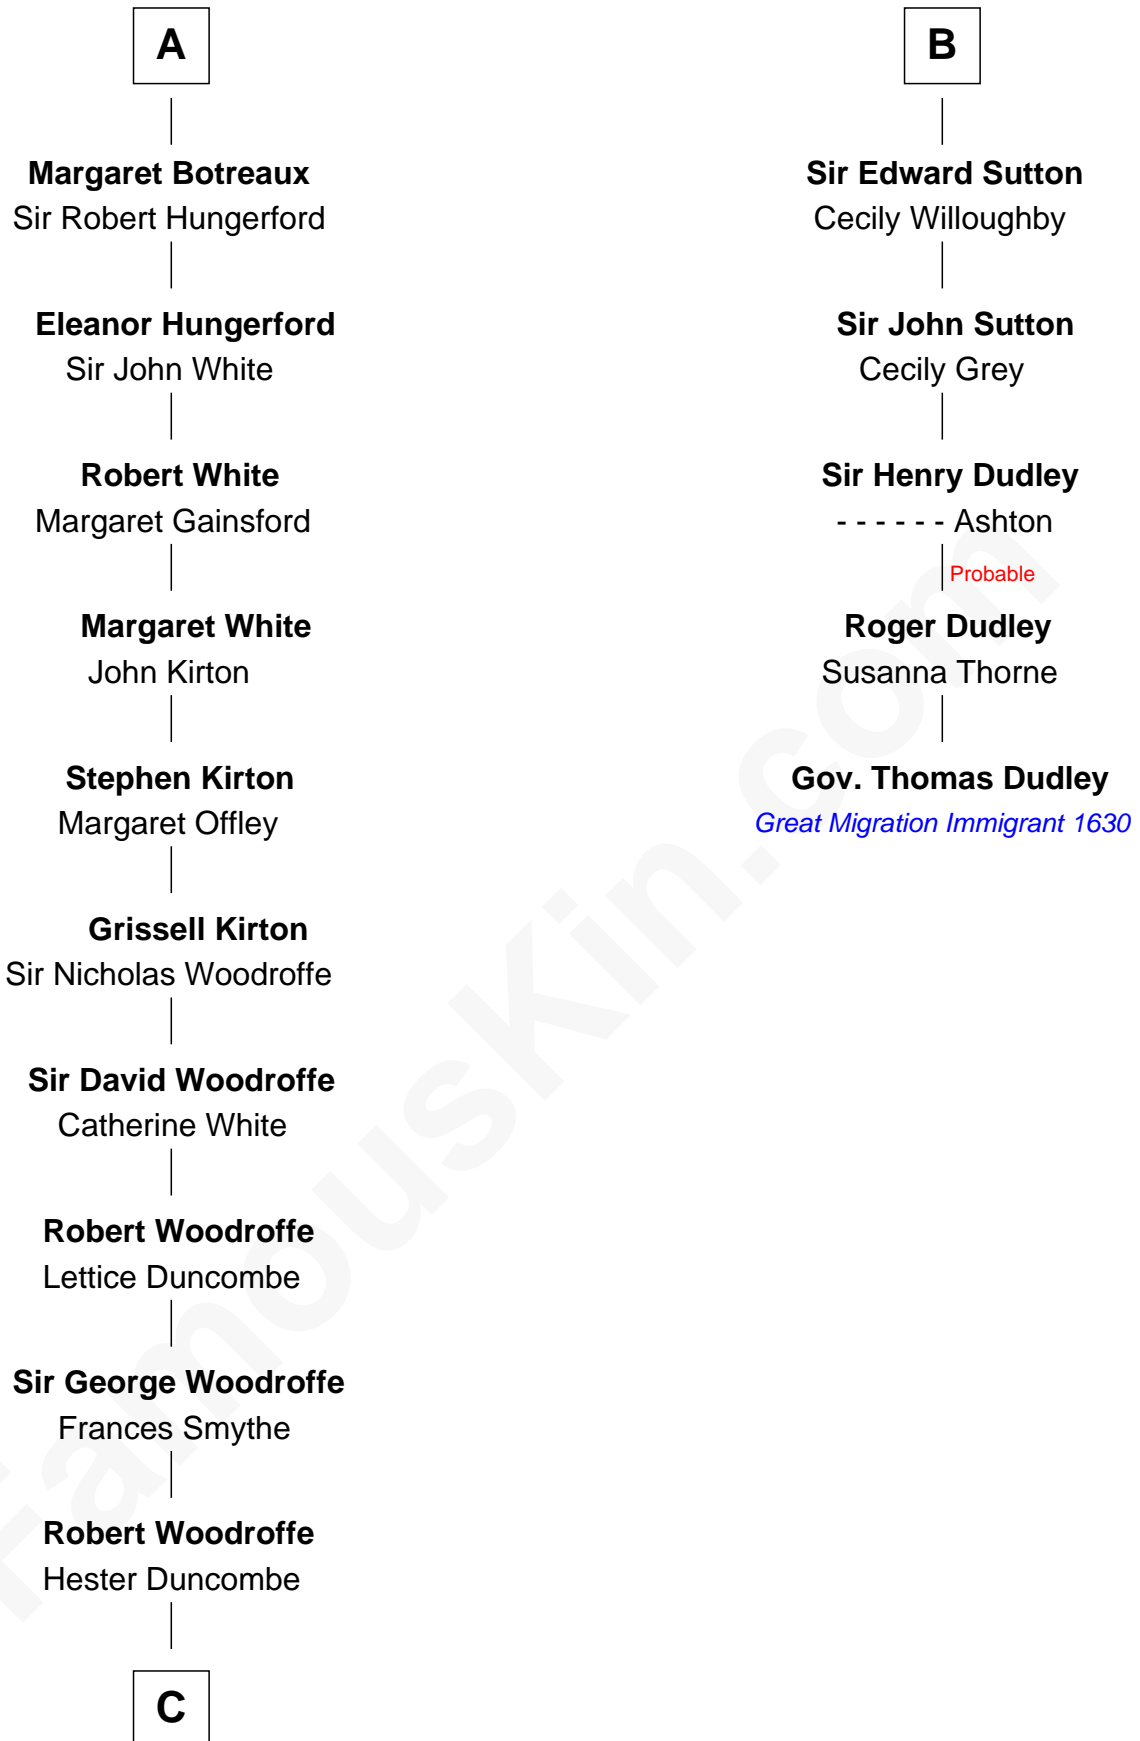 A
Margaret Botreaux
Sir Robert Hungerford
Eleanor Hungerford
Sir John White
Robert White
Margaret Gainsford
Margaret White
John Kirton
Stephen Kirton
Margaret Offley
Grissell Kirton
Sir Nicholas Woodroffe
Sir David Woodroffe
Catherine White
Robert Woodroffe
Lettice Duncombe
Sir George Woodroffe
Frances Smythe
Robert Woodroffe
Hester Duncombe
C
B
Sir Edward Sutton
Cecily Willoughby
Sir John Sutton
Cecily Grey
Sir Henry Dudley
- - - - - - Ashton
Probable
Roger Dudley
Susanna Thorne
Gov. Thomas Dudley
Great Migration Immigrant 1630
FamousKin.com